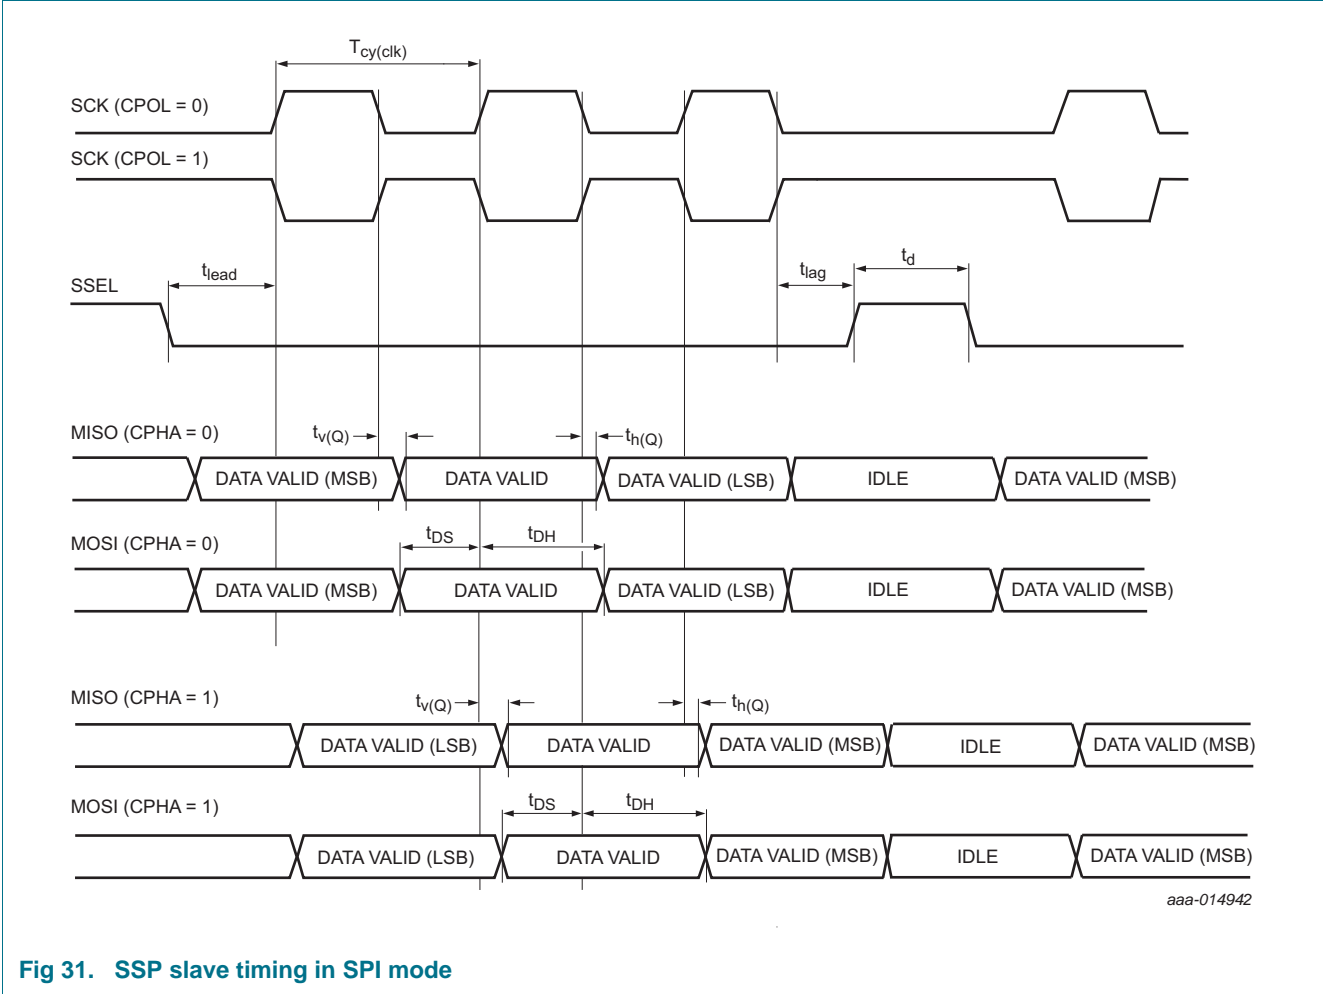 Tcy(clk)
SCK (CPOL = 0)
SCK (CPOL = 1)
SSEL
tlead
tlag
td
MISO (CPHA = 0)
tv(Q)
th(Q)
DATA VALID (MSB) DATA VALID DATA VALID (LSB) IDLE DATA VALID (MSB)
MOSI (CPHA = 0)
tDS
tDH
DATA VALID (MSB) DATA VALID DATA VALID (LSB) IDLE DATA VALID (MSB)
MISO (CPHA = 1)
tv(Q)
th(Q)
DATA VALID (LSB) DATA VALID DATA VALID (MSB) IDLE DATA VALID (MSB)
MOSI (CPHA = 1)
tDS
tDH
DATA VALID (LSB) DATA VALID DATA VALID (MSB) IDLE DATA VALID (MSB)
aaa-014942
Fig 31. SSP slave timing in SPI mode